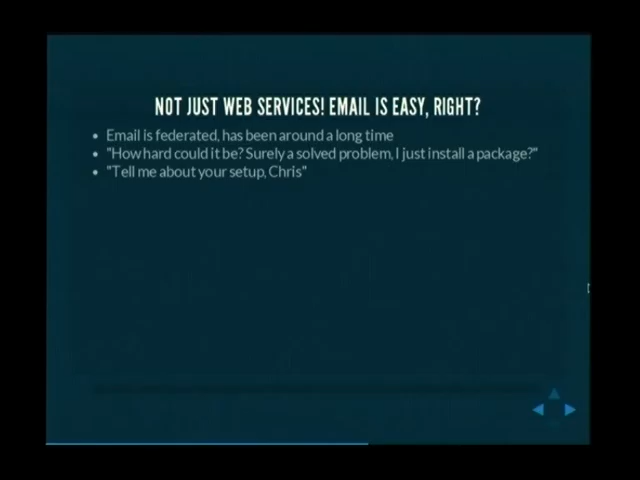 NOT JUST WEB SERVICES! EMAIL IS EASY, RIGHT?
• Email is federated, has been around a long time
• "How hard could it be? Surely a solved problem, I just install a package?"
• "Tell me about your setup, Chris"